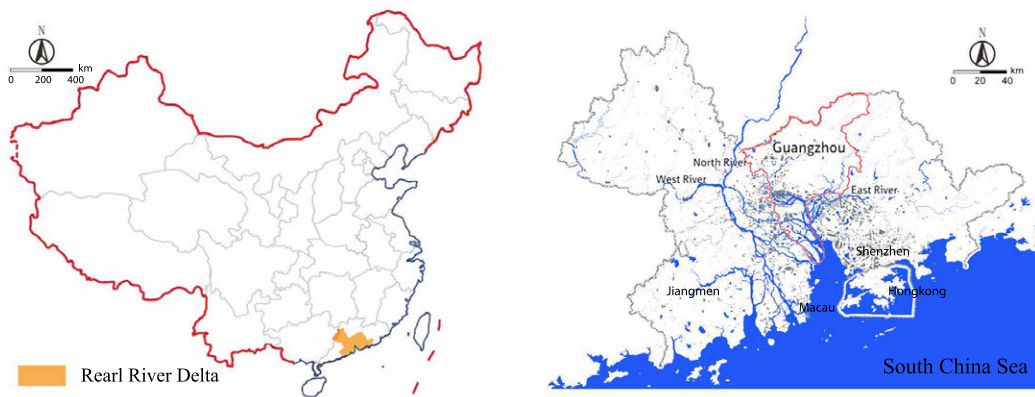 N
km
0 200 400
Rearl River Delta
N
km
0 20 40
Guangzhou
North River
West River
East River
Shenzhen
Jiangmen
Hongkong
Macau
South China Sea